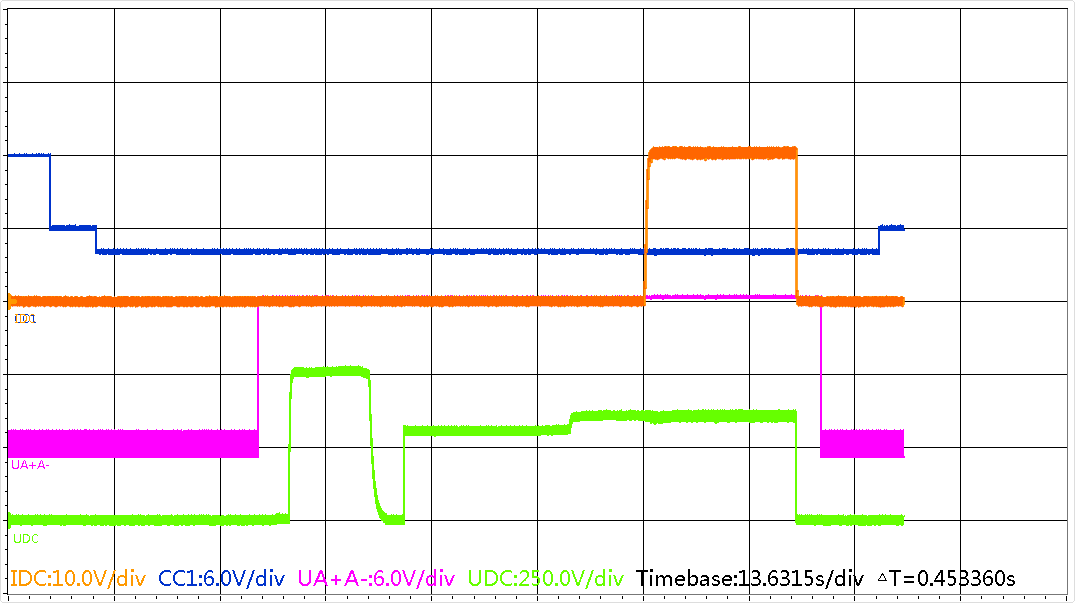 CC1
UA+A-
UDC
IDC:10.0V/div CC1:6.0V/div UA+A-:6.0V/div UDC:250.0V/div Timebase:13.6315s/div △T=0.453360s